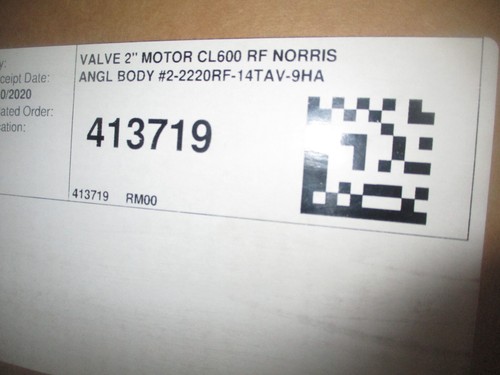 y:
ceipt Date:
0/2020
ated Order:
ation:
VALVE 2" MOTOR CL600 RF NORRIS
ANGL BODY #2-2220RF-14TAV-9HA
413719
413719 RM00